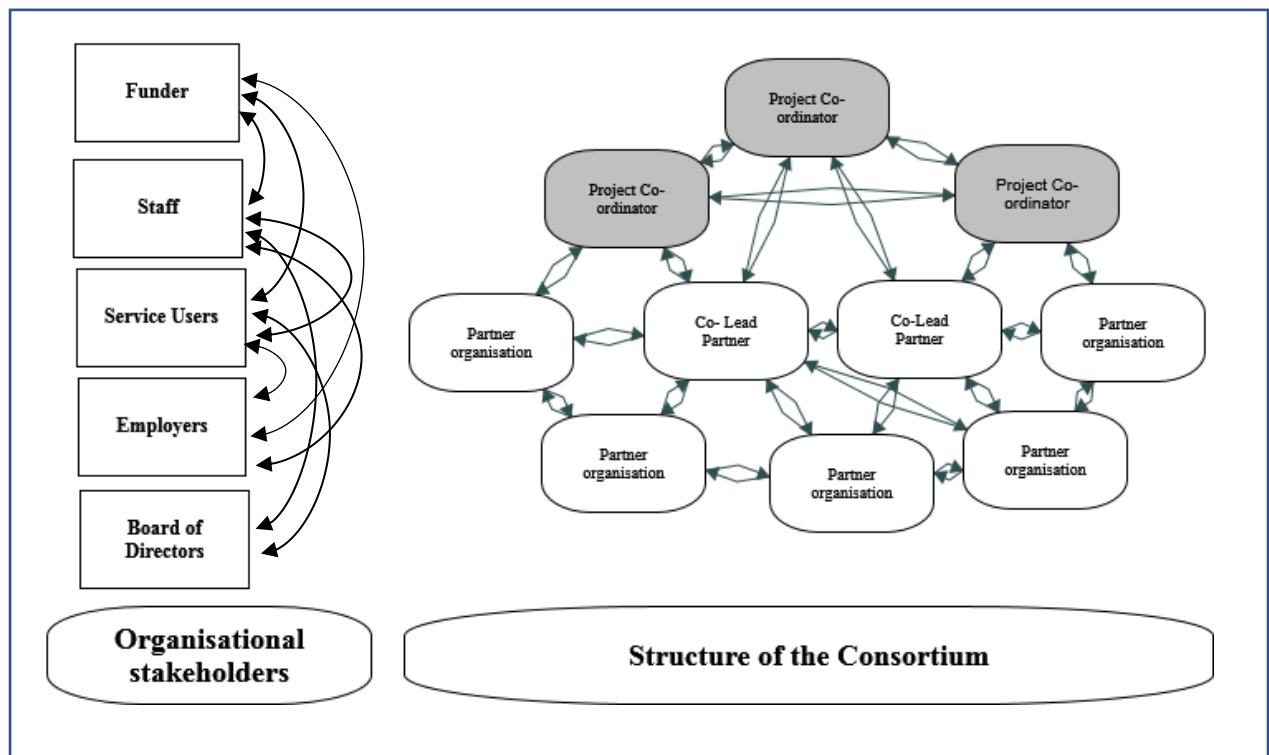 Funder
Staff
Service Users
Employers
Board of
Directors
Organisational
stakeholders
Project Co-
ordinator
Project Co-
ordinator
Project Co-
ordinator
Partner
organisation
Co- Lead
Partner
Co-Lead
Partner
Partner
organisation
Partner
organisation
Partner
organisation
Partner
organisation
Structure of the Consortium